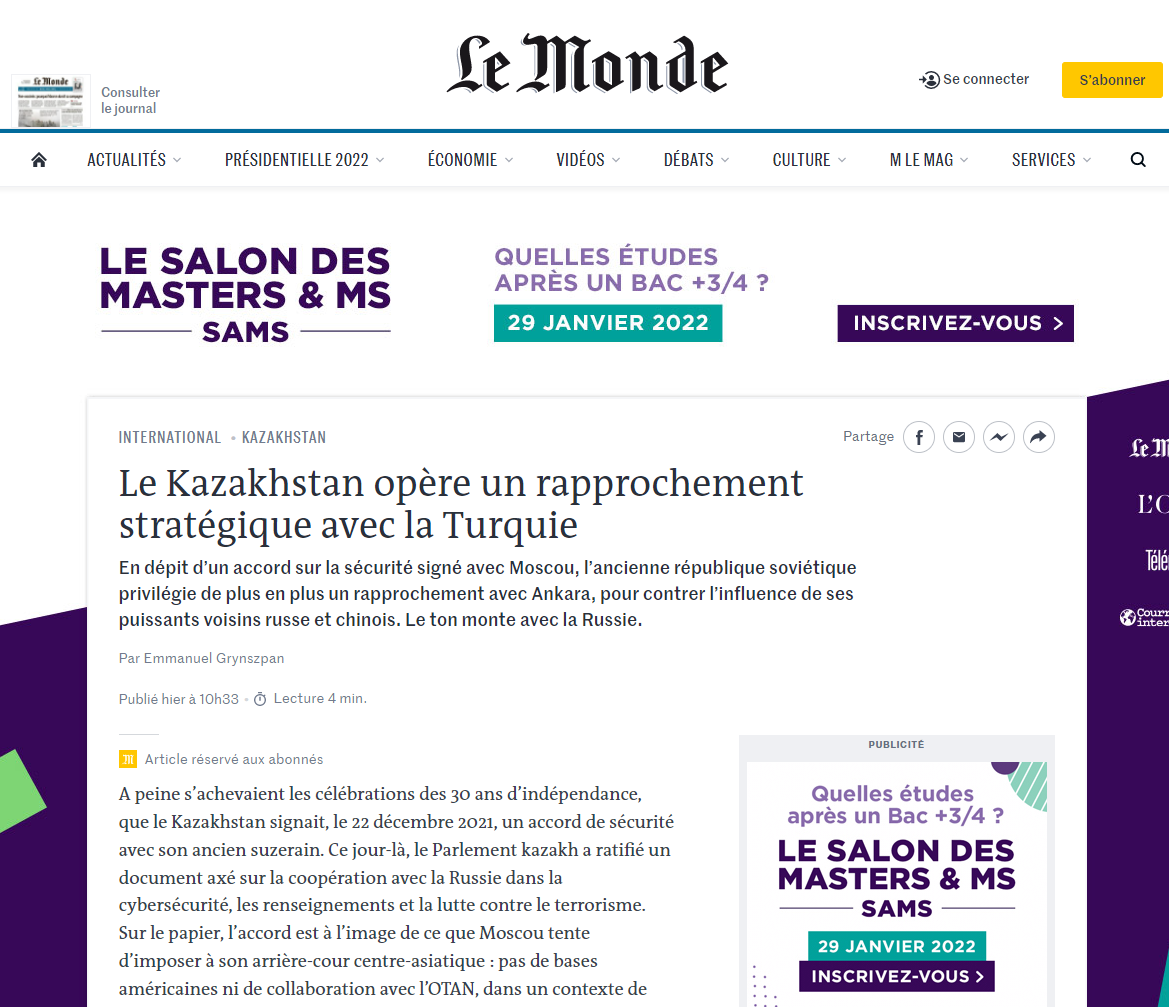 Le Monde
Le Monde
Consulter
le journal
Se connecter
S'abonner
ACTUALITÉS
PRÉSIDENTIELLE 2022
ÉCONOMIE
VIDÉOS
DÉBATS
CULTURE
M LE MAG
SERVICES
LE SALON DES
MASTERS & MS
SAMS
QUELLES ÉTUDES
APRÈS UN BAC +3/4 ?
29 JANVIER 2022
INSCRIVEZ-VOUS >
INTERNATIONAL • KAZAKHSTAN
Partage
Le Kazakhstan opère un rapprochement
stratégique avec la Turquie
En dépit d’un accord sur la sécurité signé avec Moscou, l’ancienne république soviétique
privilégie de plus en plus un rapprochement avec Ankara, pour contrer l’influence de ses
puissants voisins russe et chinois. Le ton monte avec la Russie.
Par Emmanuel Grynszpan
Publié hier à 10h33 • Lecture 4 min.
M Article réservé aux abonnés
A peine s’achevaient les célébrations des 30 ans d’indépendance,
que le Kazakhstan signait, le 22 décembre 2021, un accord de sécurité
avec son ancien suzerain. Ce jour-là, le Parlement kazakh a ratifié un
document axé sur la coopération avec la Russie dans la
cybersécurité, les renseignements et la lutte contre le terrorisme.
Sur le papier, l’accord est à l’image de ce que Moscou tente
d’imposer à son arrière-cour centre-asiatique : pas de bases
américaines ni de collaboration avec l’OTAN, dans un contexte de
PUBLICITÉ
Quelles études
après un Bac +3/4 ?
LE SALON DES
MASTERS & MS
SAMS
29 JANVIER 2022
INSCRIVEZ-VOUS >
Le M
L'O
Télé
Courr
inter